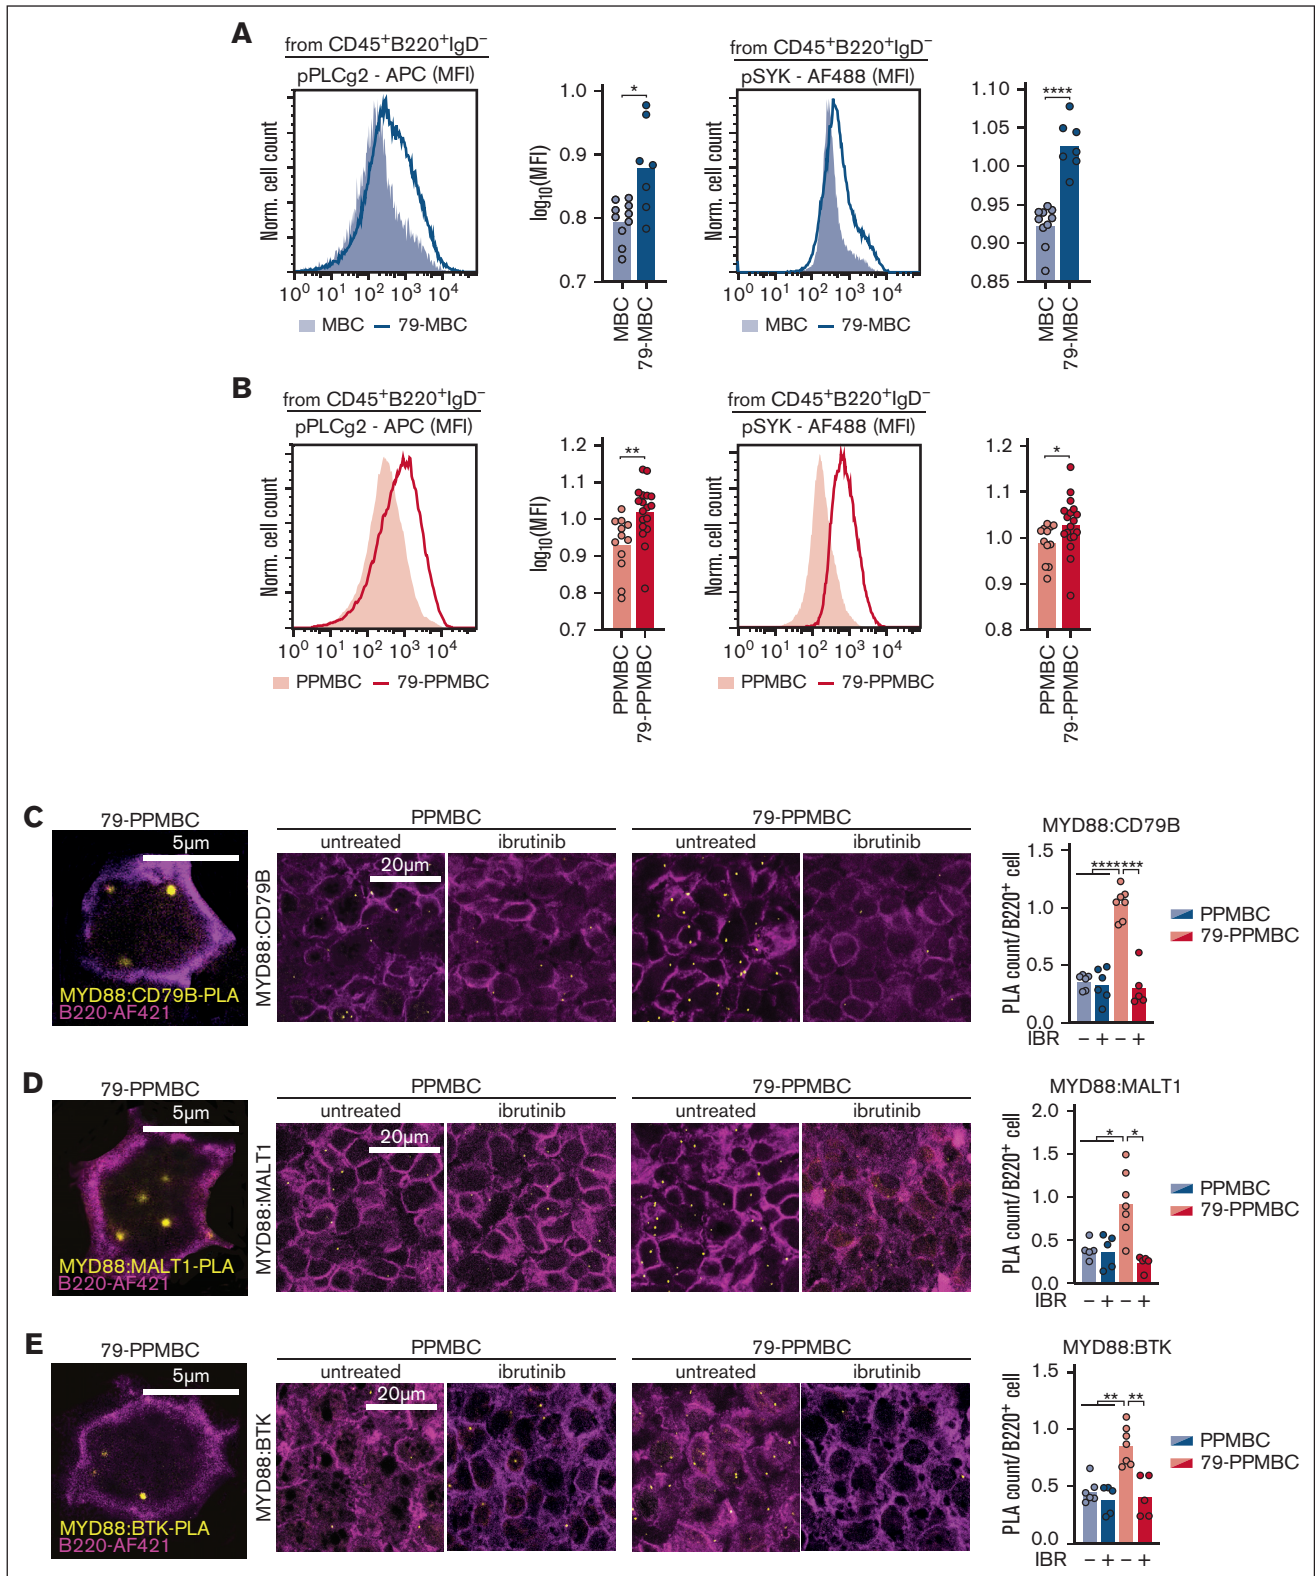 A
from CD45⁺B220⁺IgD⁻
pPLCg2 - APC (MFI)
Norm. cell count
10⁰ 10¹ 10² 10³ 10⁴
MBC 79-MBC
log₁₀(MFI)
1.0
0.9
0.8
0.7
*
MBC
79-MBC
from CD45⁺B220⁺IgD⁻
pSYK - AF488 (MFI)
Norm. cell count
10⁰ 10¹ 10² 10³ 10⁴
MBC 79-MBC
1.10
1.05
1.00
0.95
0.90
0.85
****
MBC
79-MBC
B
from CD45⁺B220⁺IgD⁻
pPLCg2 - APC (MFI)
Norm. cell count
10⁰ 10¹ 10² 10³ 10⁴
PPMBC 79-PPMBC
log₁₀(MFI)
1.2
1.1
1.0
0.9
0.8
0.7
**
PPMBC
79-PPMBC
from CD45⁺B220⁺IgD⁻
pSYK - AF488 (MFI)
Norm. cell count
10⁰ 10¹ 10² 10³ 10⁴
PPMBC 79-PPMBC
1.2
1.1
1.0
0.9
0.8
*
PPMBC
79-PPMBC
C
79-PPMBC
5μm
MYD88:CD79B-PLA
B220-AF421
PPMBC
untreated ibrutinib
20μm
MYD88:CD79B
79-PPMBC
untreated ibrutinib
MYD88:CD79B
PLA count/B220⁺ cell
1.5
1.0
0.5
0.0
*******
IBR − + − +
PPMBC
79-PPMBC
D
79-PPMBC
5μm
MYD88:MALT1-PLA
B220-AF421
PPMBC
untreated ibrutinib
20μm
MYD88:MALT1
79-PPMBC
untreated ibrutinib
MYD88:MALT1
PLA count/B220⁺ cell
2.0
1.5
1.0
0.5
0.0
* *
IBR − + − +
PPMBC
79-PPMBC
E
79-PPMBC
5μm
MYD88:BTK-PLA
B220-AF421
PPMBC
untreated ibrutinib
20μm
MYD88:BTK
79-PPMBC
untreated ibrutinib
MYD88:BTK
PLA count/B220⁺ cell
1.5
1.0
0.5
0.0
** **
IBR − + − +
PPMBC
79-PPMBC